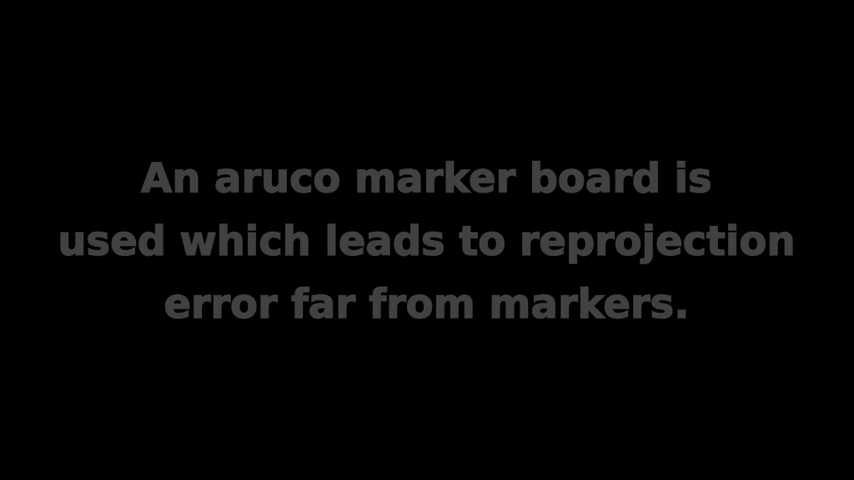 An aruco marker board is
used which leads to reprojection
error far from markers.